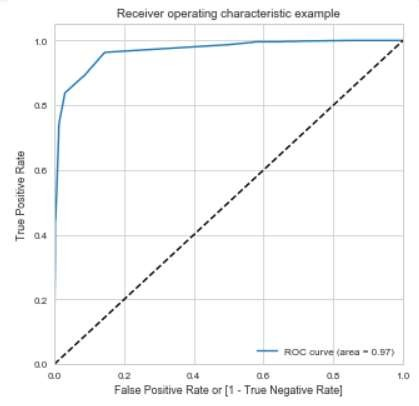 Receiver operating characteristic example
1.0
0.8
0.6
0.4
0.2
0.0
True Positive Rate
ROC curve (area = 0.97)
0.0 0.2 0.4 0.6 0.8 1.0
False Positive Rate or [1 - True Negative Rate]